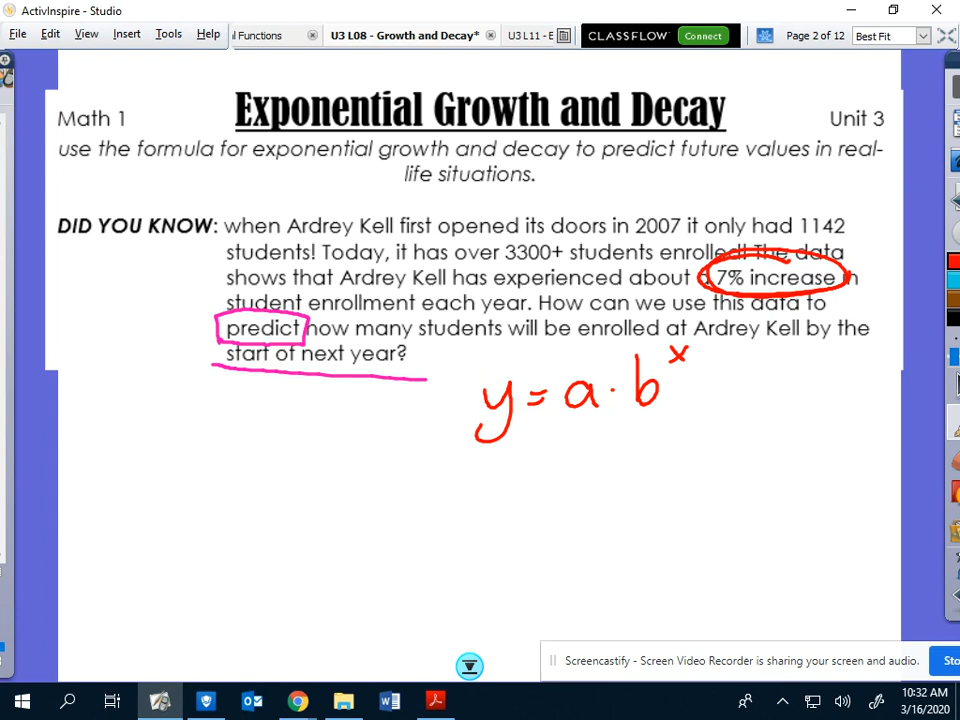 ActivInspire - Studio
File Edit View Insert Tools Help
l Functions U3 L08 - Growth and Decay* U3 L11 - E
CLASSFLOW Connect
Page 2 of 12 Best Fit
Math 1 Exponential Growth and Decay Unit 3
use the formula for exponential growth and decay to predict future values in real-
life situations.
DID YOU KNOW: when Ardrey Kell first opened its doors in 2007 it only had 1142
students! Today, it has over 3300+ students enrolled! The data
shows that Ardrey Kell has experienced about a 7% increase in
student enrollment each year. How can we use this data to
predict how many students will be enrolled at Ardrey Kell by the
start of next year?
y = a · b^x
Screencastify - Screen Video Recorder is sharing your screen and audio. Sto
10:32 AM
3/16/2020